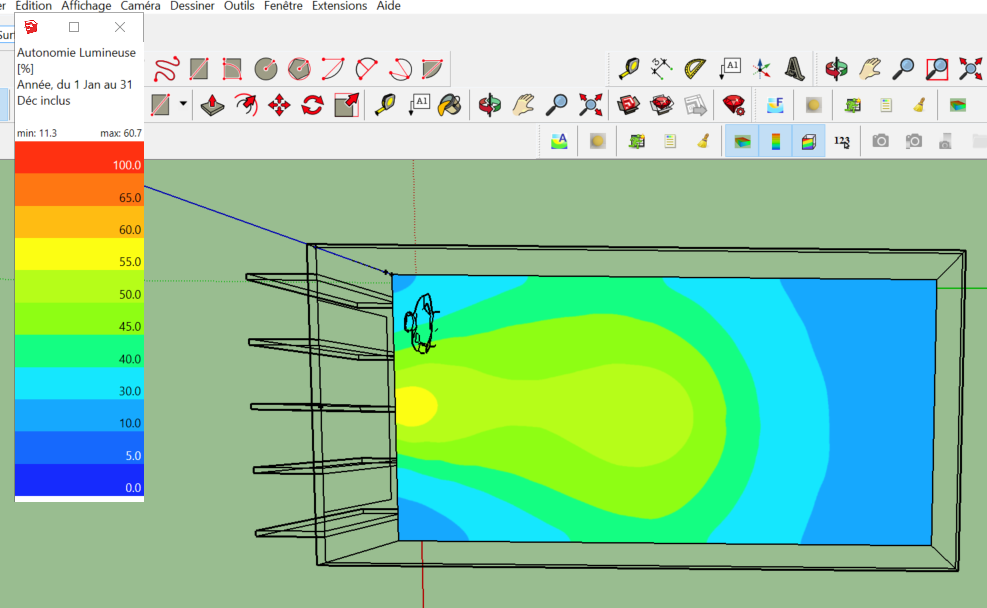 Edition Affichage Caméra Dessiner Outils Fenêtre Extensions Aide
Autonomie Lumineuse
[%]
Année, du 1 Jan au 31
Déc inclus
min: 11.3 max: 60.7
100.0
65.0
60.0
55.0
50.0
45.0
40.0
30.0
10.0
5.0
0.0
A1
A1
F
A
123